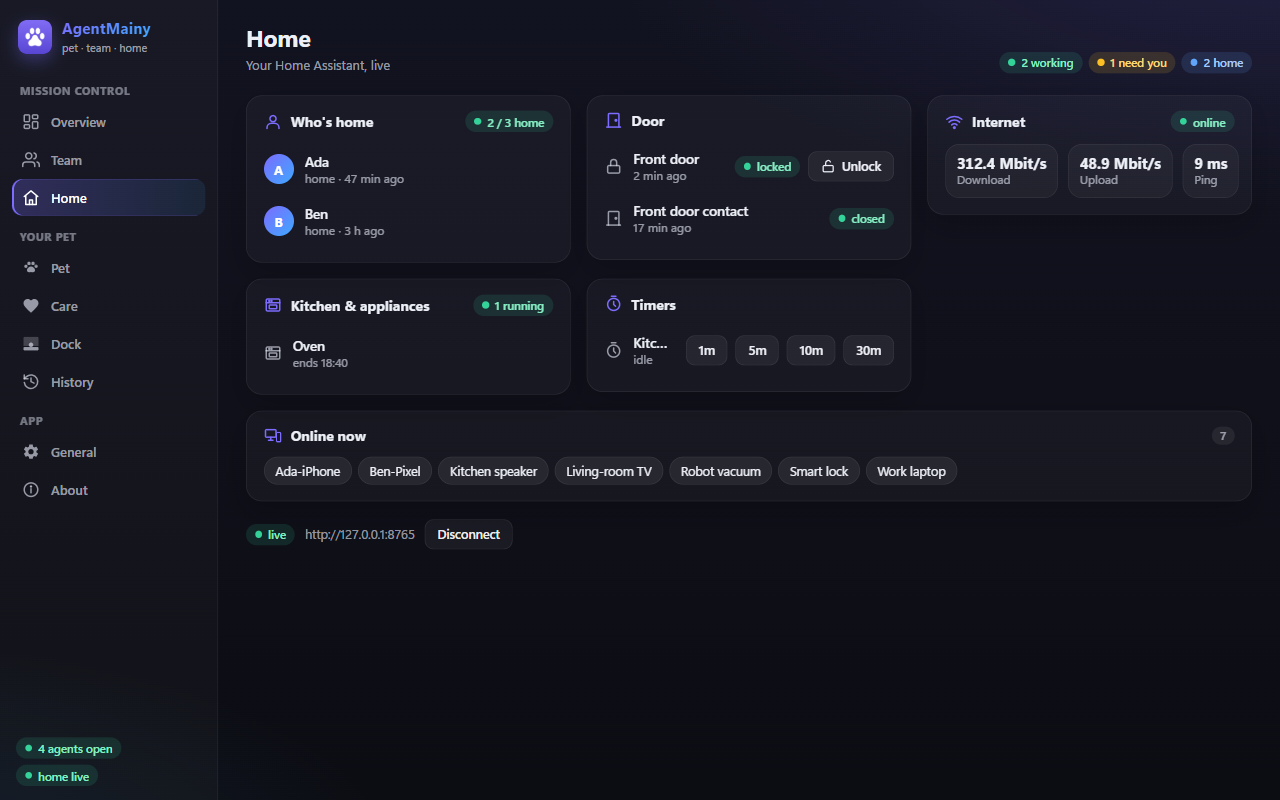 AgentMainy
pet · team · home
MISSION CONTROL
Overview
Team
Home
YOUR PET
Pet
Care
Dock
History
APP
General
About
4 agents open
home live
Home
Your Home Assistant, live
2 working
1 need you
2 home
Who's home
2 / 3 home
A
Ada
home · 47 min ago
B
Ben
home · 3 h ago
Door
Front door
2 min ago
locked
Unlock
Front door contact
17 min ago
closed
Internet
online
312.4 Mbit/s
Download
48.9 Mbit/s
Upload
9 ms
Ping
Kitchen & appliances
1 running
Oven
ends 18:40
Timers
Kitc...
idle
1m
5m
10m
30m
Online now
7
Ada-iPhone
Ben-Pixel
Kitchen speaker
Living-room TV
Robot vacuum
Smart lock
Work laptop
live
http://127.0.0.1:8765
Disconnect